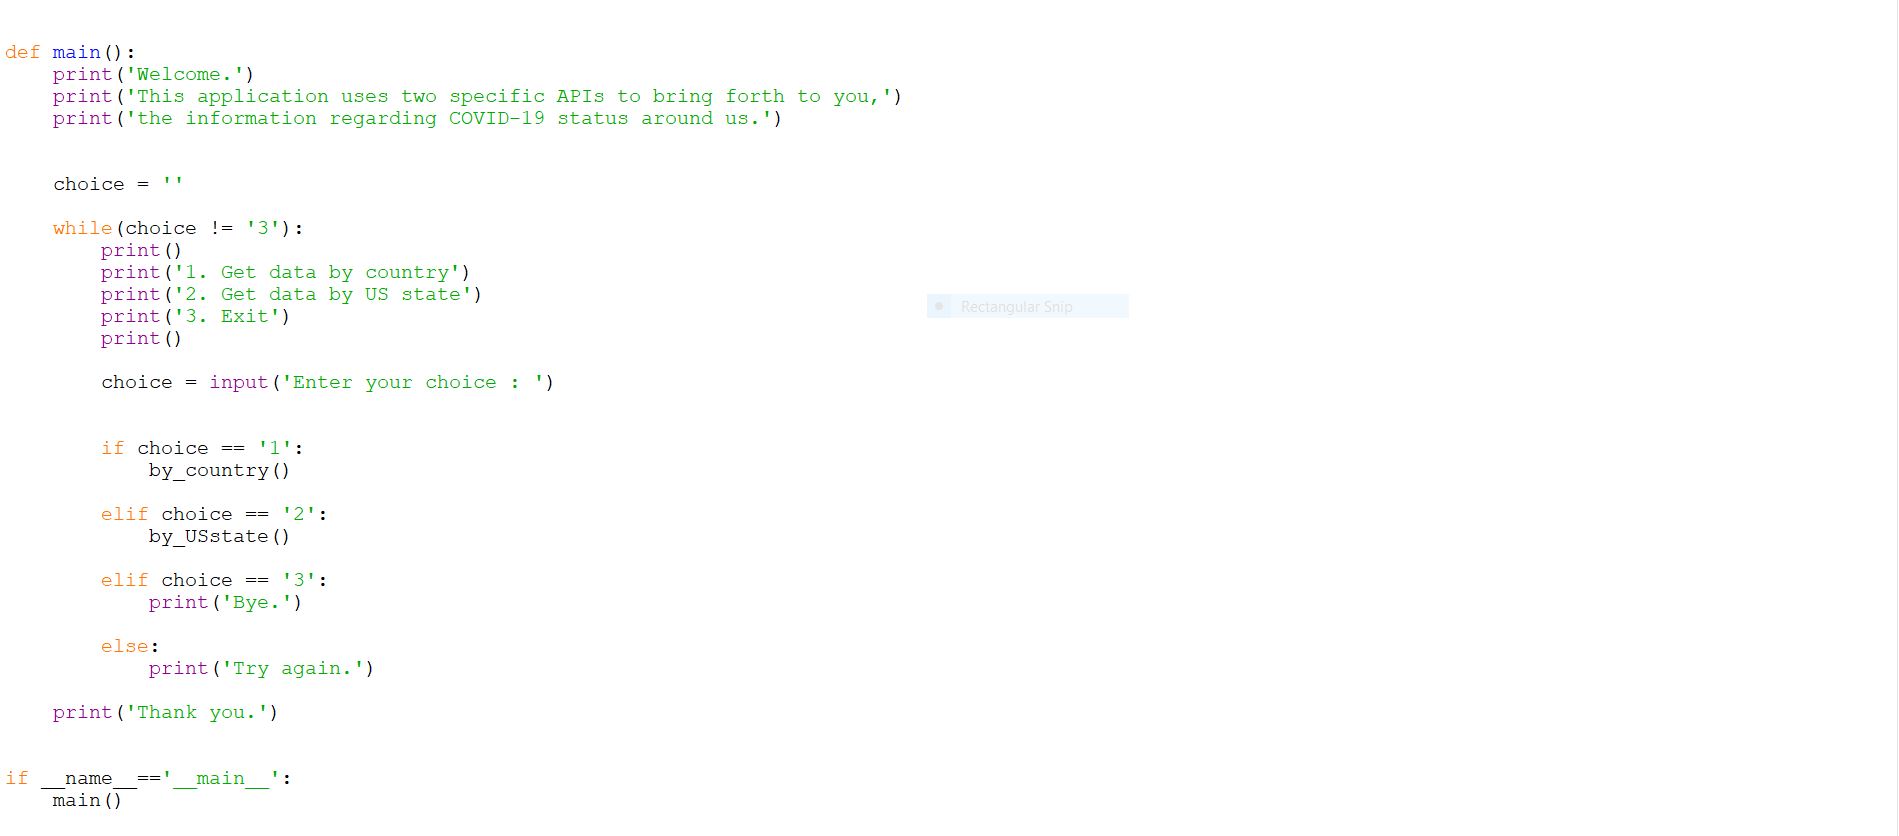 def main():
    print('Welcome.')
    print('This application uses two specific APIs to bring forth to you,')
    print('the information regarding COVID-19 status around us.')
    choice = ''
    while(choice != '3'):
        print()
        print('1. Get data by country')
        print('2. Get data by US state')
        print('3. Exit')
        print()
        choice = input('Enter your choice : ')
        if choice == '1':
            by_country()
        elif choice == '2':
            by_USstate()
        elif choice == '3':
            print('Bye.')
        else:
            print('Try again.')
    print('Thank you.')
if __name__=='__main__':
    main()
Rectangular Snip